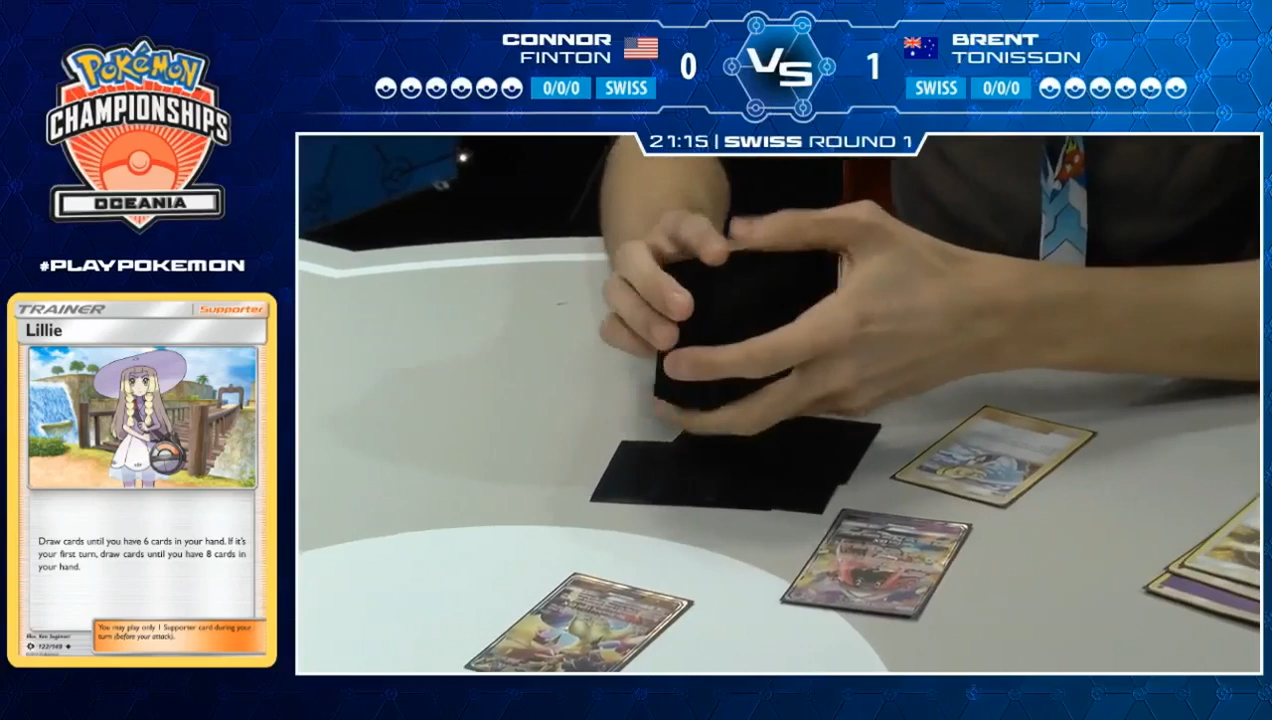 Pokémon
CHAMPIONSHIPS
OCEANIA
#PLAYPOKEMON
CONNOR
FINTON
0
VS
1
BRENT
TONISSON
0/0/0
SWISS
SWISS
0/0/0
21:15 | SWISS ROUND 1
TRAINER
Supporter
Lillie
Draw cards until you have 6 cards in your hand. If it's
your first turn, draw cards until you have 8 cards in
your hand.
You may play only 1 Supporter card during your
turn (before your attack).
122/149